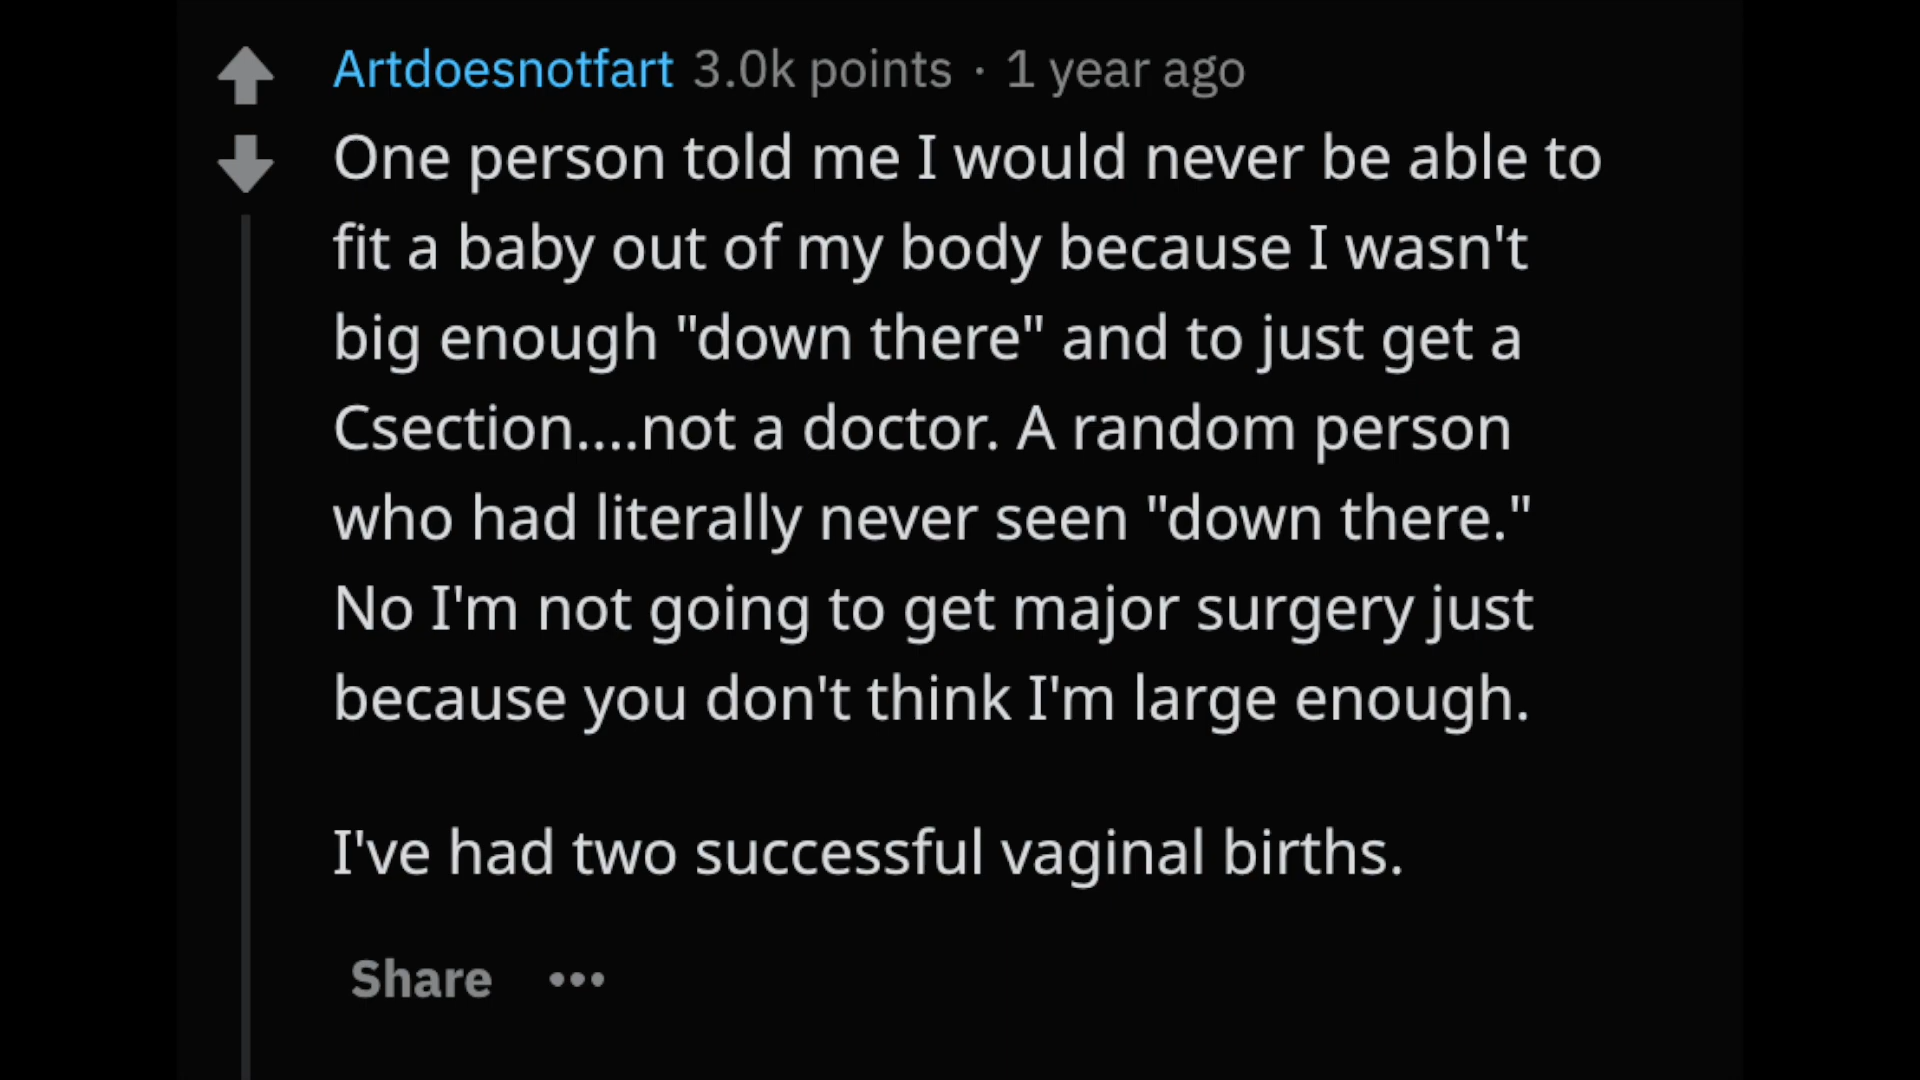 Artdoesnotfart 3.0k points · 1 year ago
One person told me I would never be able to
fit a baby out of my body because I wasn't
big enough "down there" and to just get a
Csection....not a doctor. A random person
who had literally never seen "down there."
No I'm not going to get major surgery just
because you don't think I'm large enough.
I've had two successful vaginal births.
Share •••